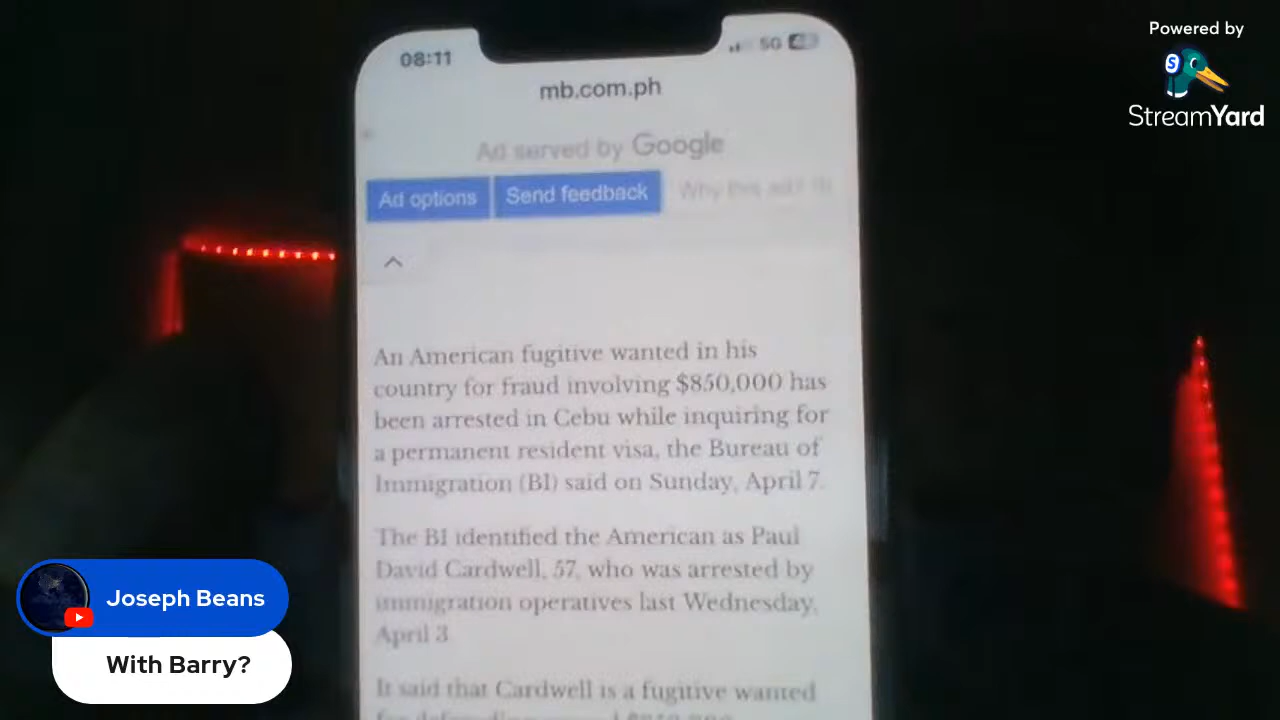 Powered by
StreamYard
08:11
5G
mb.com.ph
Ad served by Google
Ad options
Send feedback
Why this ad?
An American fugitive wanted in his
country for fraud involving $850,000 has
been arrested in Cebu while inquiring for
a permanent resident visa, the Bureau of
Immigration (BI) said on Sunday, April 7.
The BI identified the American as Paul
David Cardwell, 57, who was arrested by
immigration operatives last Wednesday,
April 3
It said that Cardwell is a fugitive wanted
Joseph Beans
With Barry?